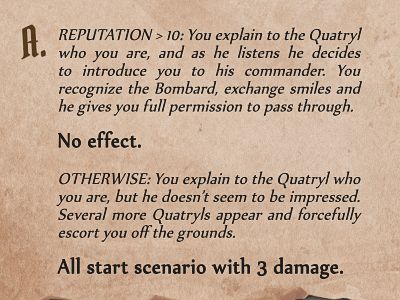 A. REPUTATION > 10: You explain to the Quatryl
who you are, and as he listens he decides
to introduce you to his commander. You
recognize the Bombard, exchange smiles and
he gives you full permission to pass through.
No effect.
OTHERWISE: You explain to the Quatryl who
you are, but he doesn't seem to be impressed.
Several more Quatryls appear and forcefully
escort you off the grounds.
All start scenario with 3 damage.